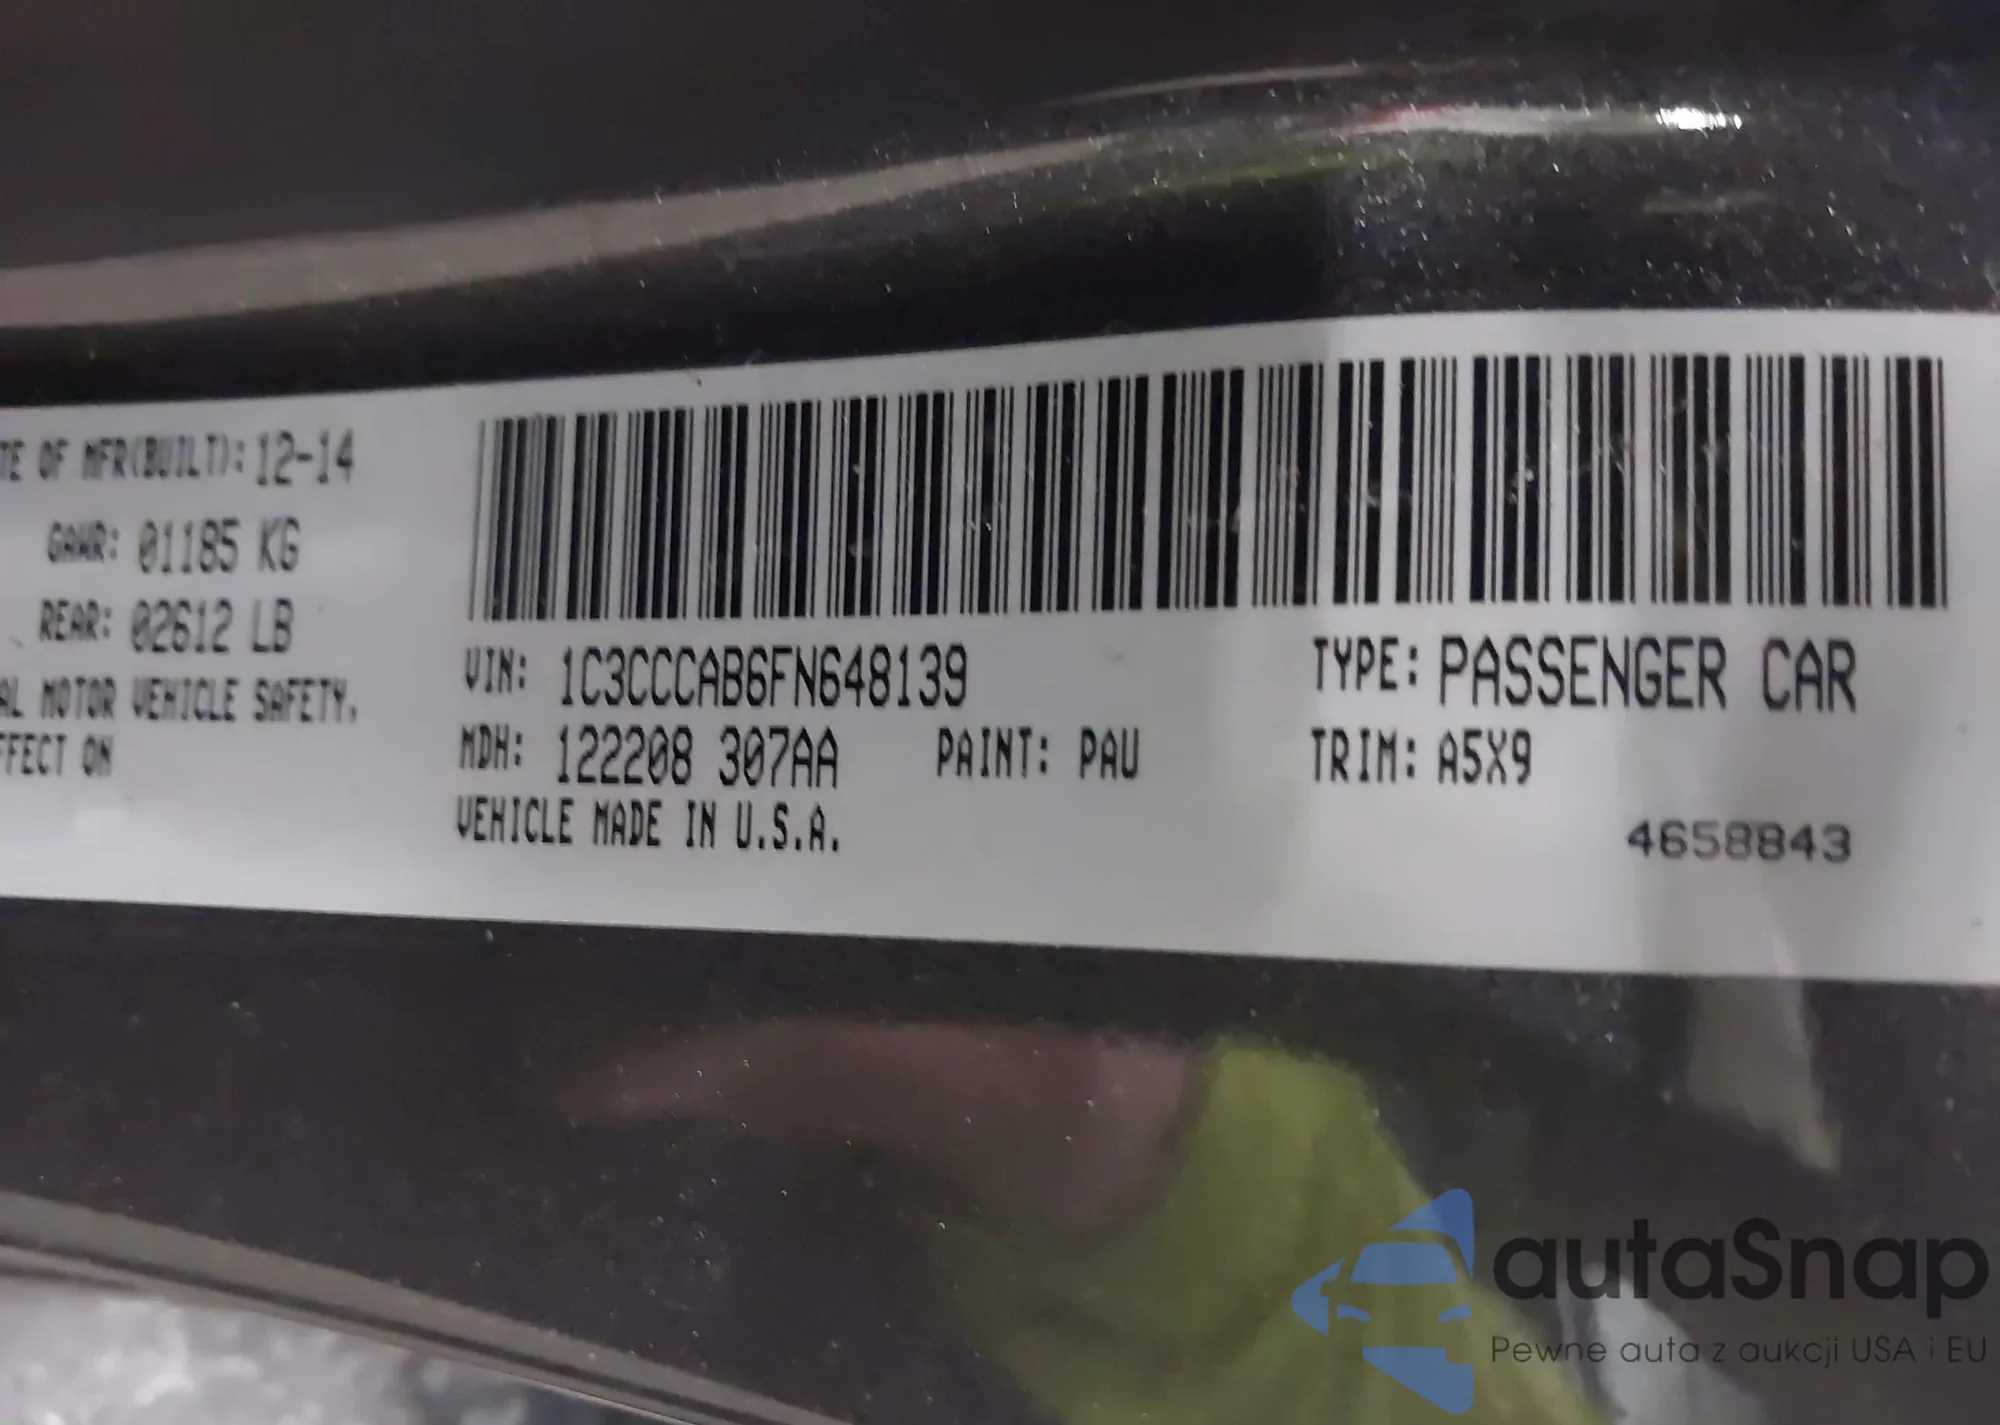 TE OF MFR(BUILT): 12-14
GAWR: 01185 KG
REAR: 02612 LB
AL MOTOR VEHICLE SAFETY,
FFECT ON
VIN: 1C3CCCAB6FN648139
TYPE: PASSENGER CAR
MDH: 122208 307AA
PAINT: PAU
TRIM: A5X9
VEHICLE MADE IN U.S.A.
4658843
autaSnap
Pewne auta z aukcji USA i EU